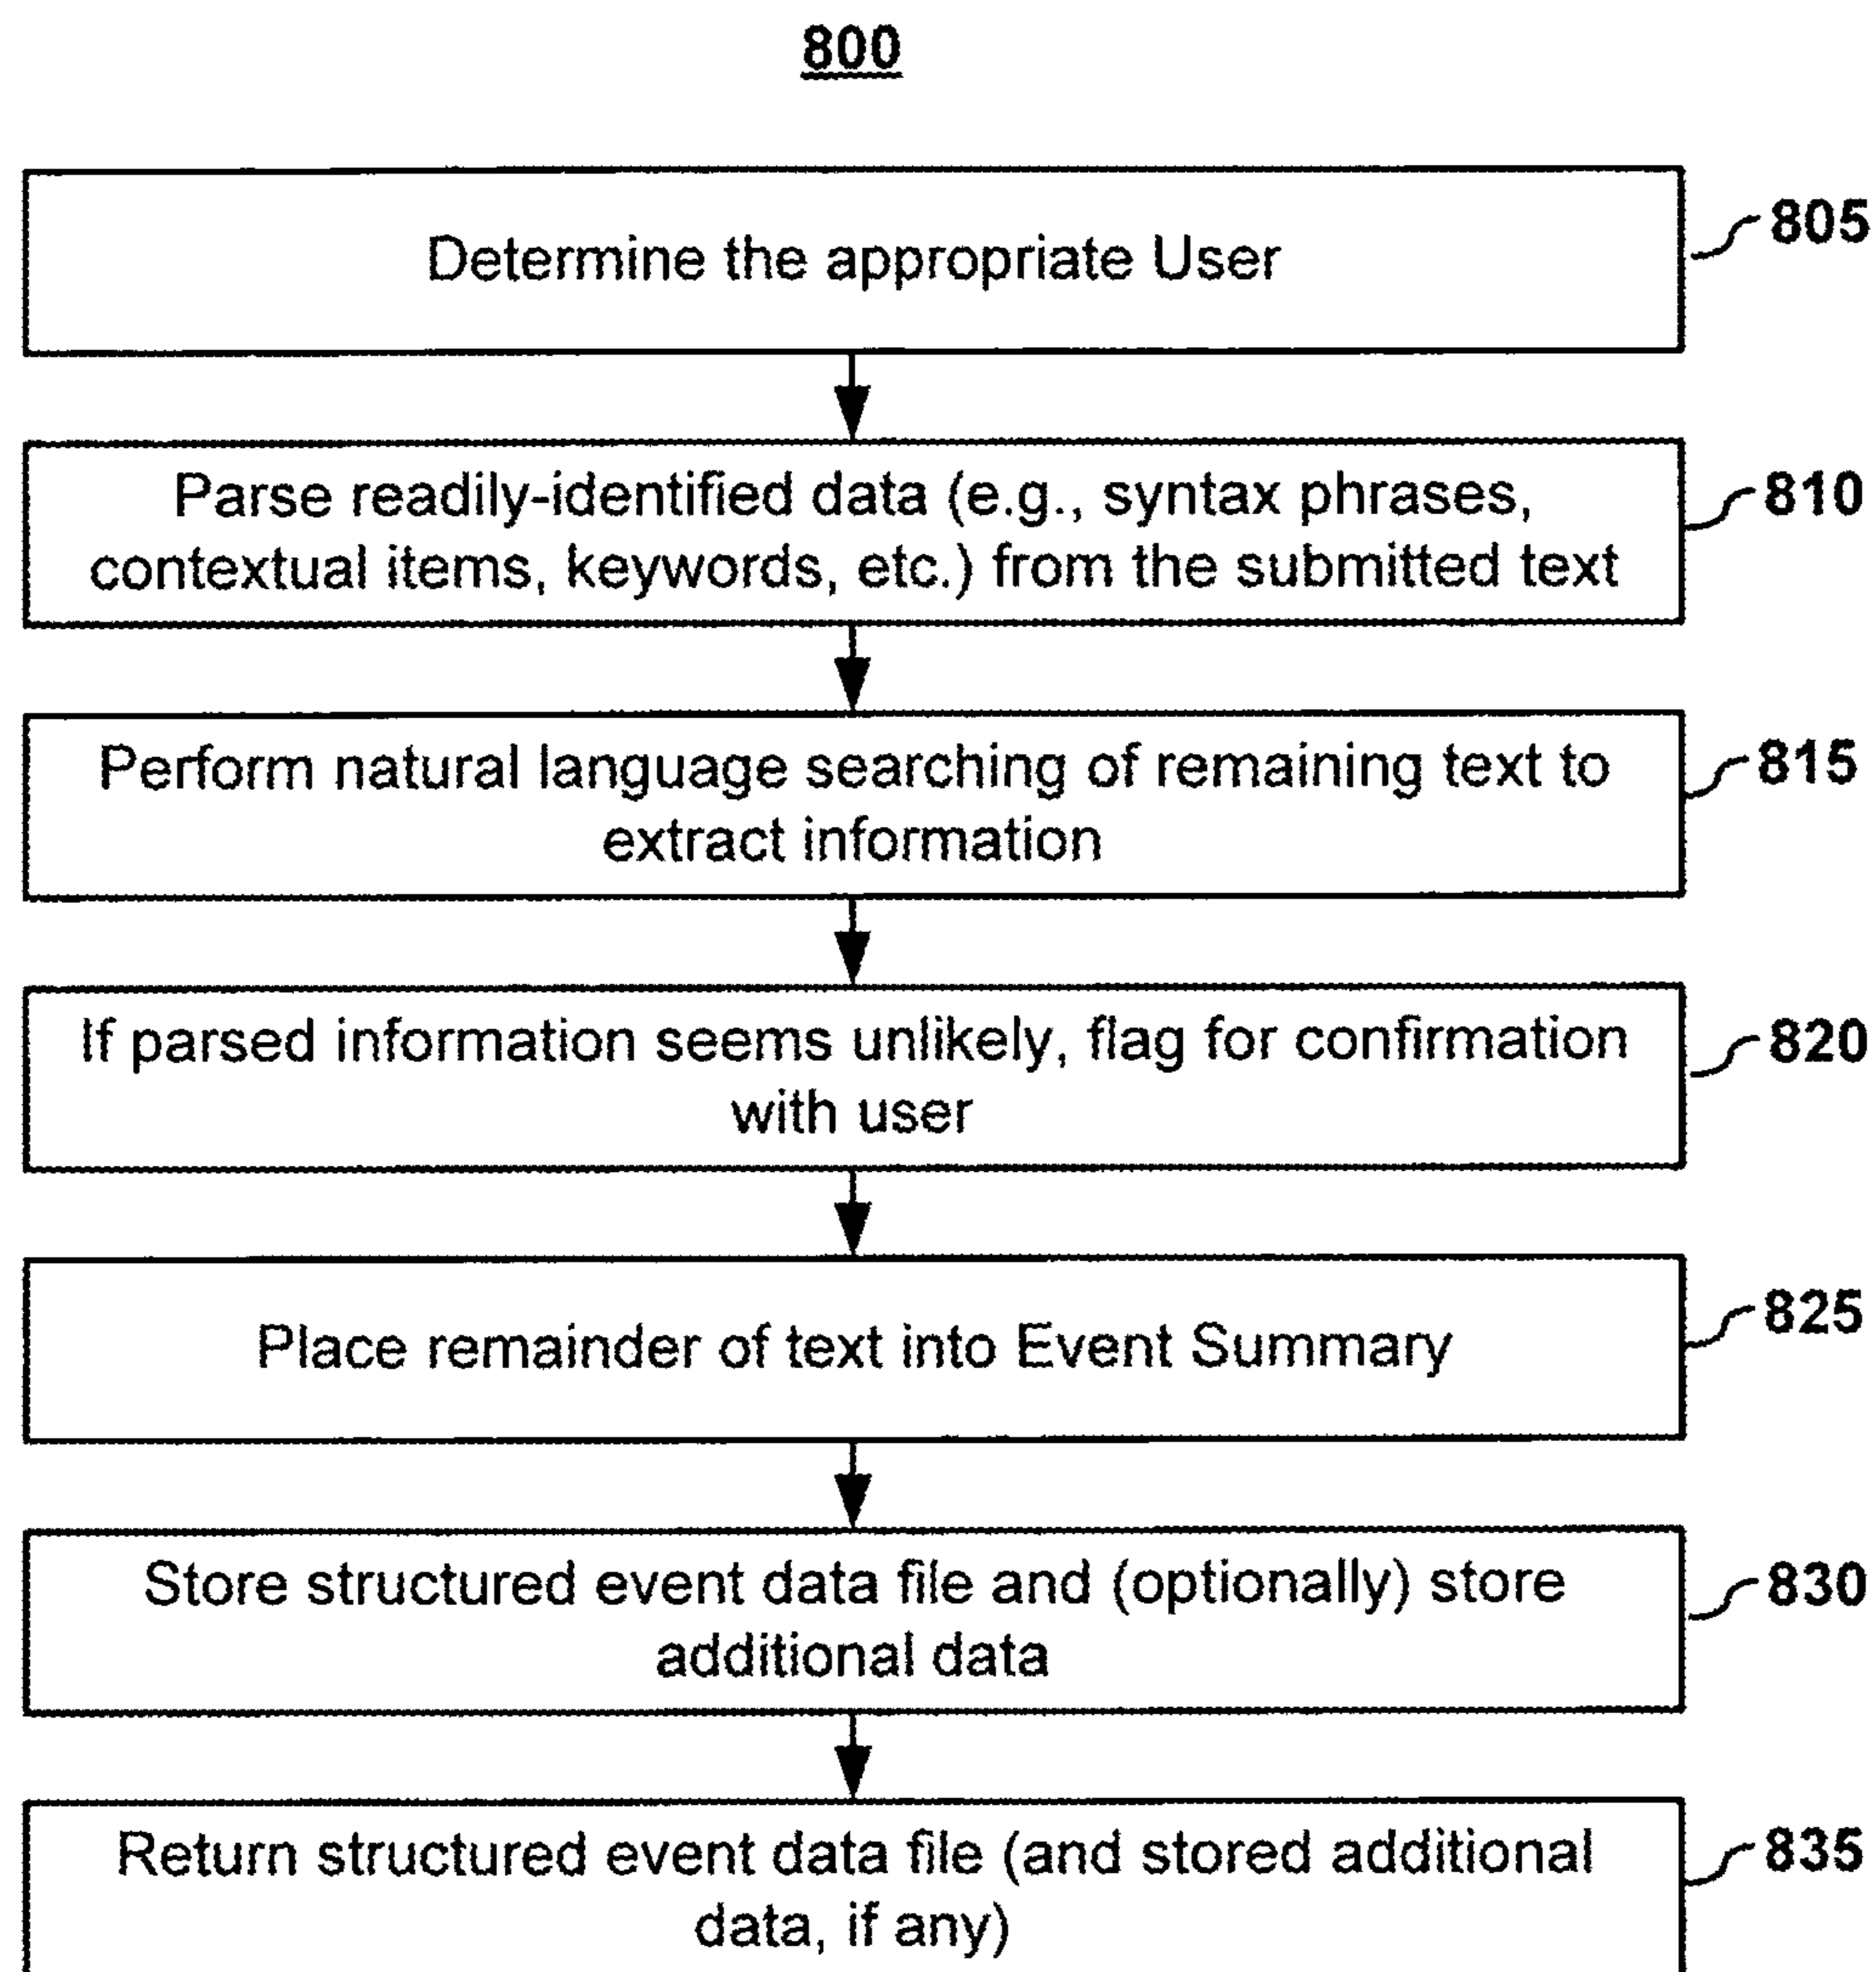 800
Determine the appropriate User
805
Parse readily-identified data (e.g., syntax phrases,
contextual items, keywords, etc.) from the submitted text
810
Perform natural language searching of remaining text to
extract information
815
If parsed information seems unlikely, flag for confirmation
with user
820
Place remainder of text into Event Summary
825
Store structured event data file and (optionally) store
additional data
830
Return structured event data file (and stored additional
data, if any)
835